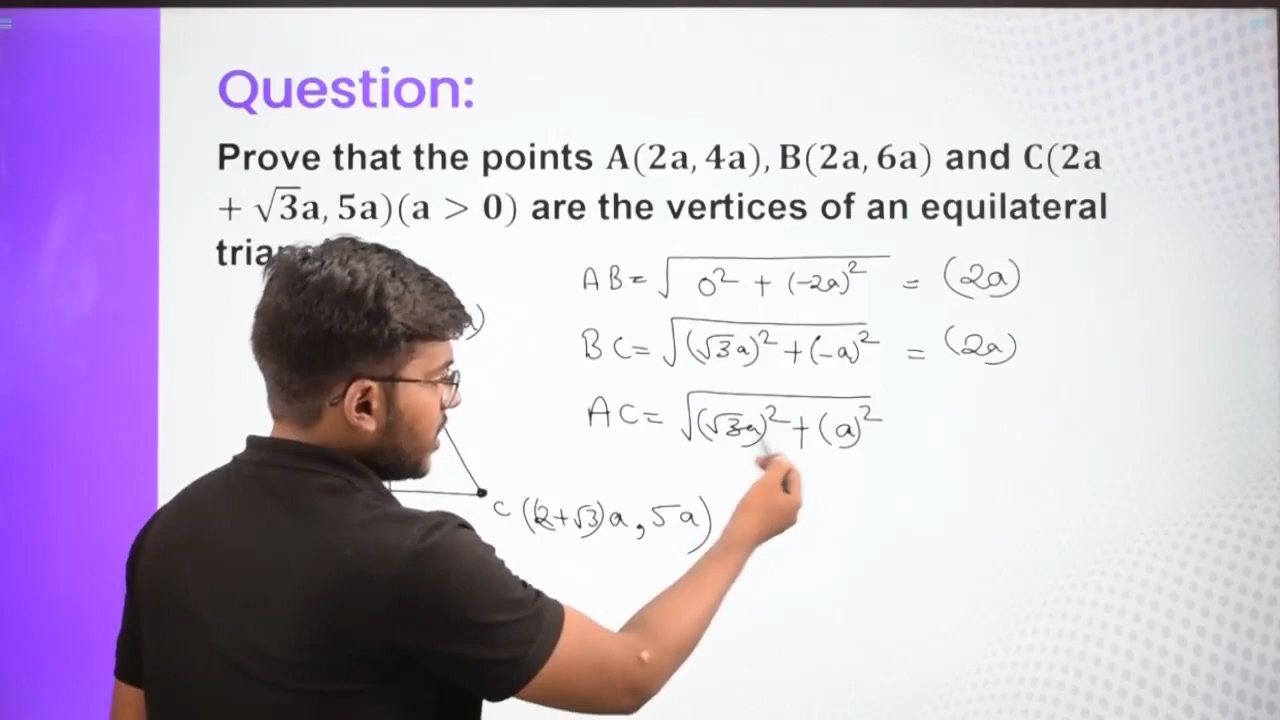 Question:
Prove that the points A(2a, 4a), B(2a, 6a) and C(2a
+ √3a, 5a)(a > 0) are the vertices of an equilateral
AB = √(0² + (-2a)²) = (2a)
BC = √((√3a)² + (-a)²) = (2a)
AC = √((√3a)² + (a)²)
C (2+√3)a, 5a)